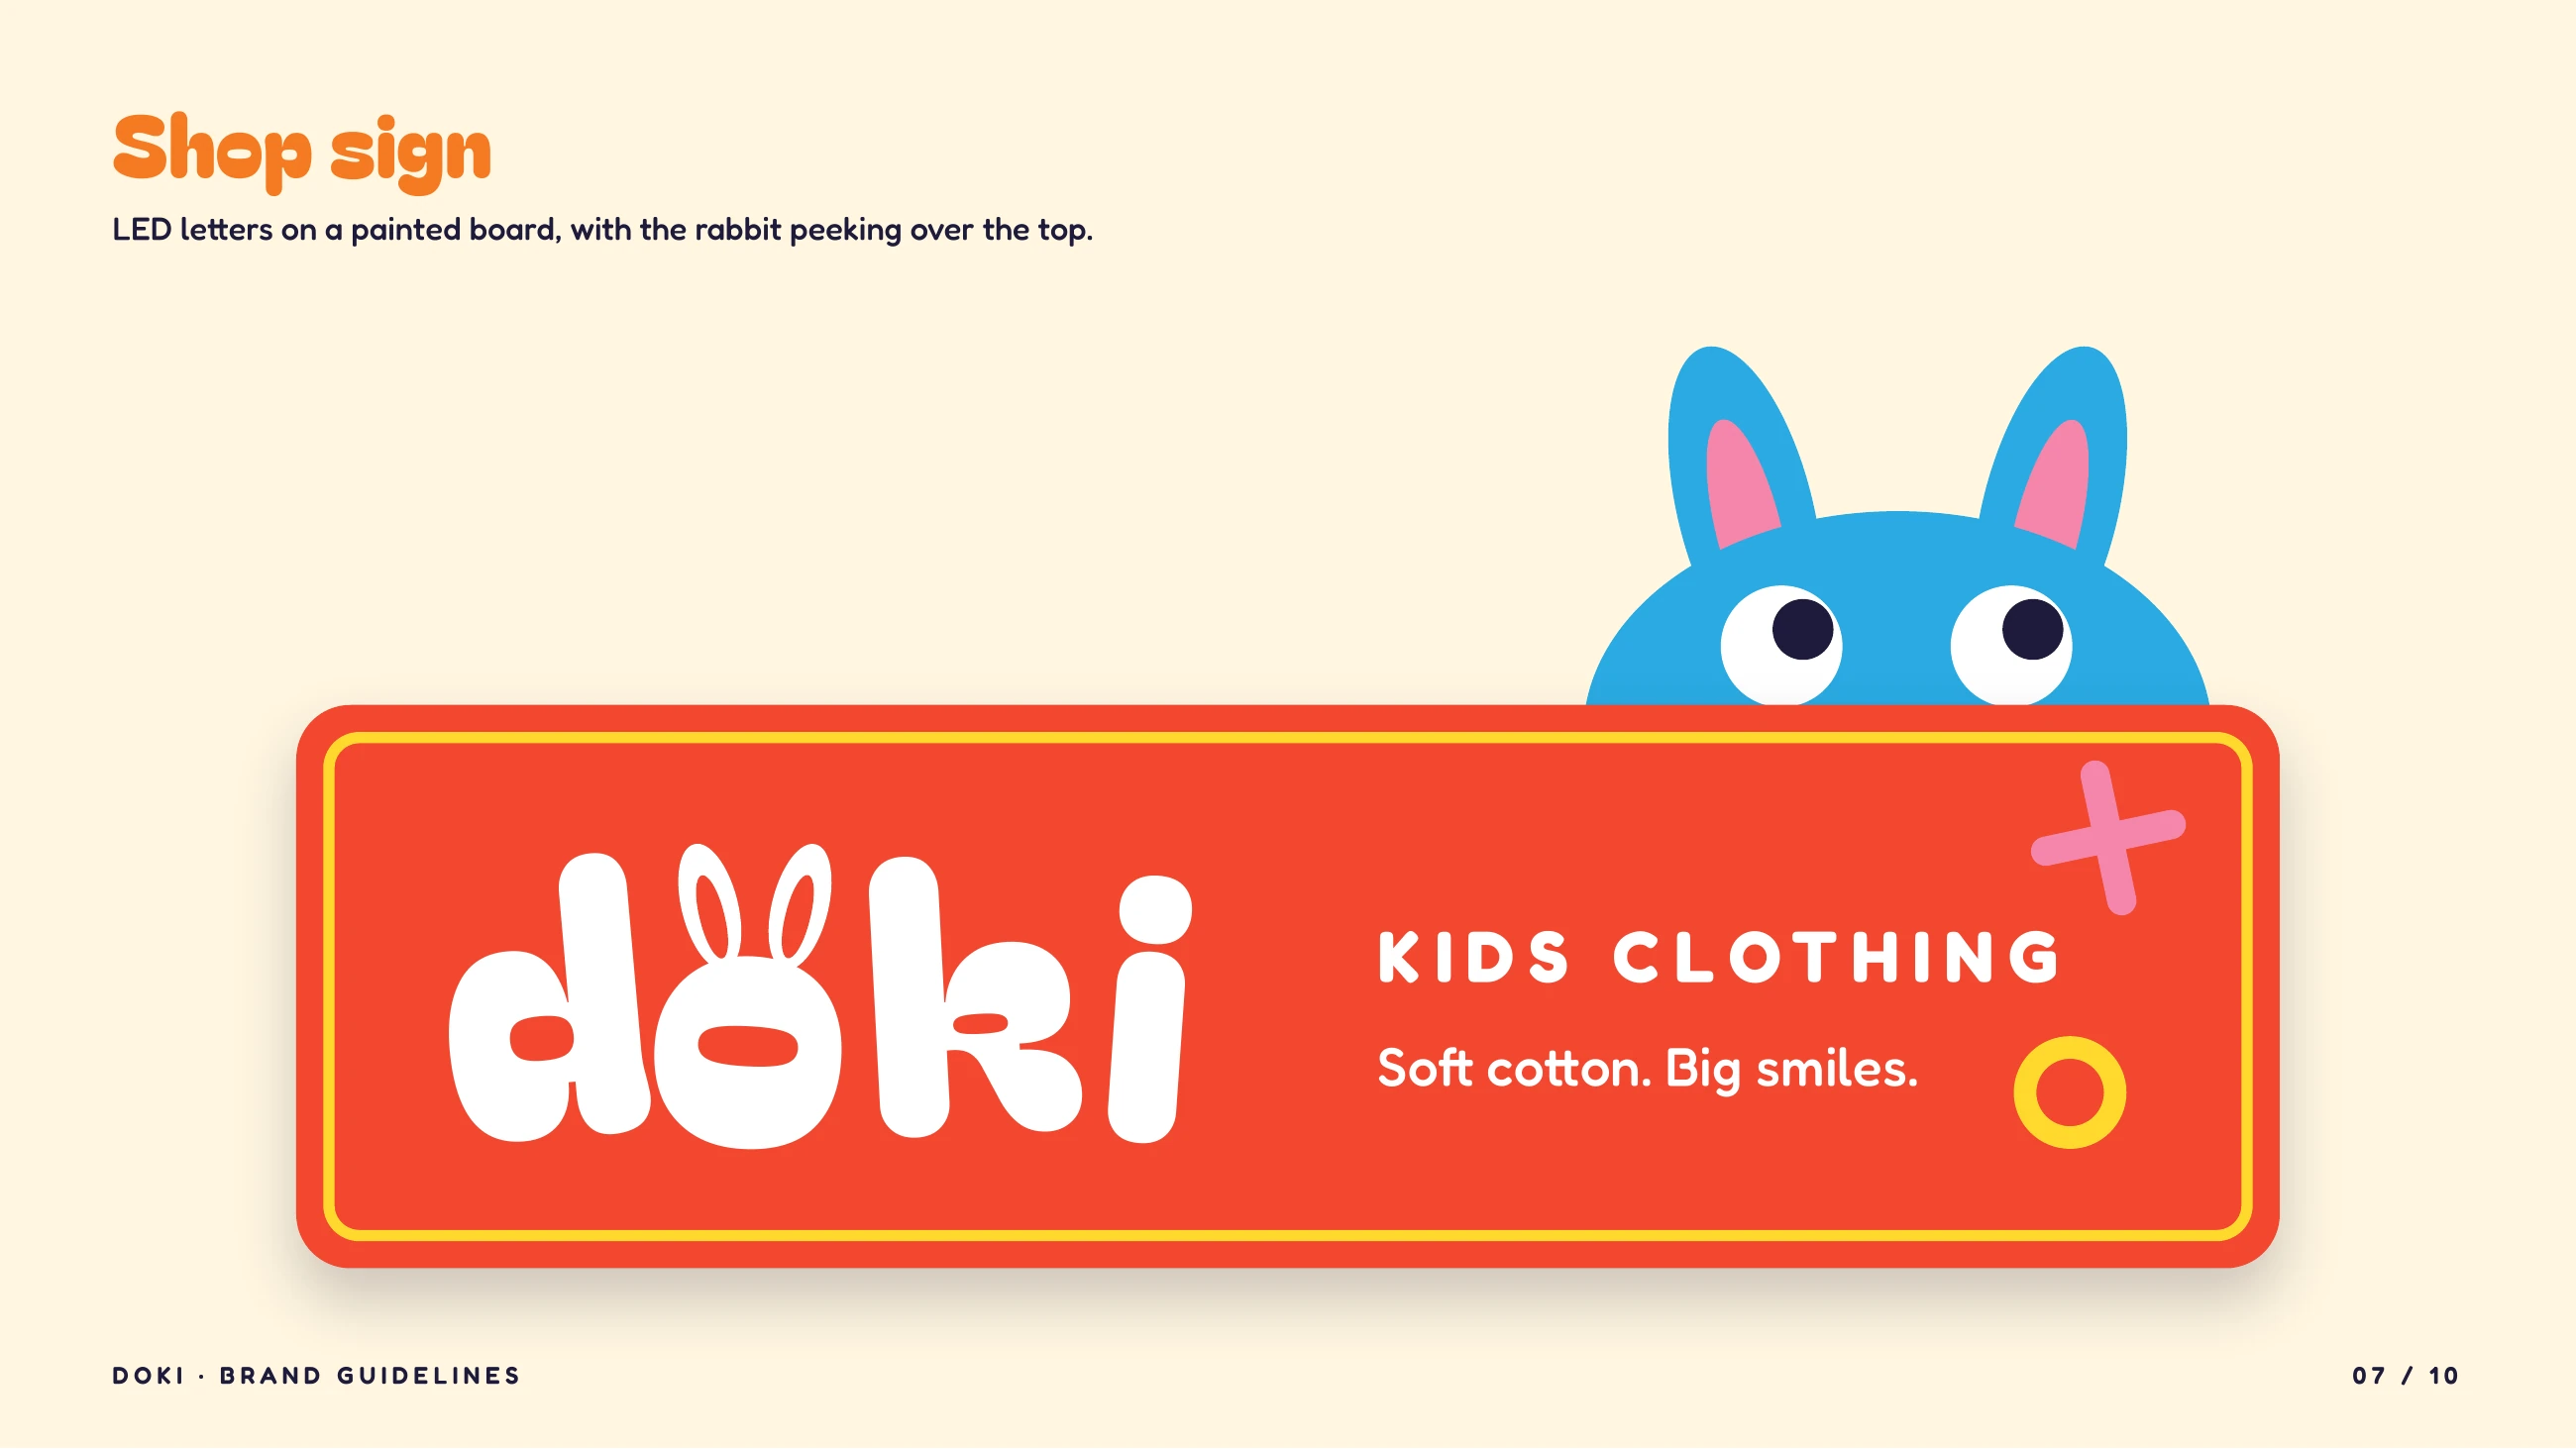 Shop sign
LED letters on a painted board, with the rabbit peeking over the top.
doki
KIDS CLOTHING
Soft cotton. Big smiles.
DOKI · BRAND GUIDELINES
07 / 10